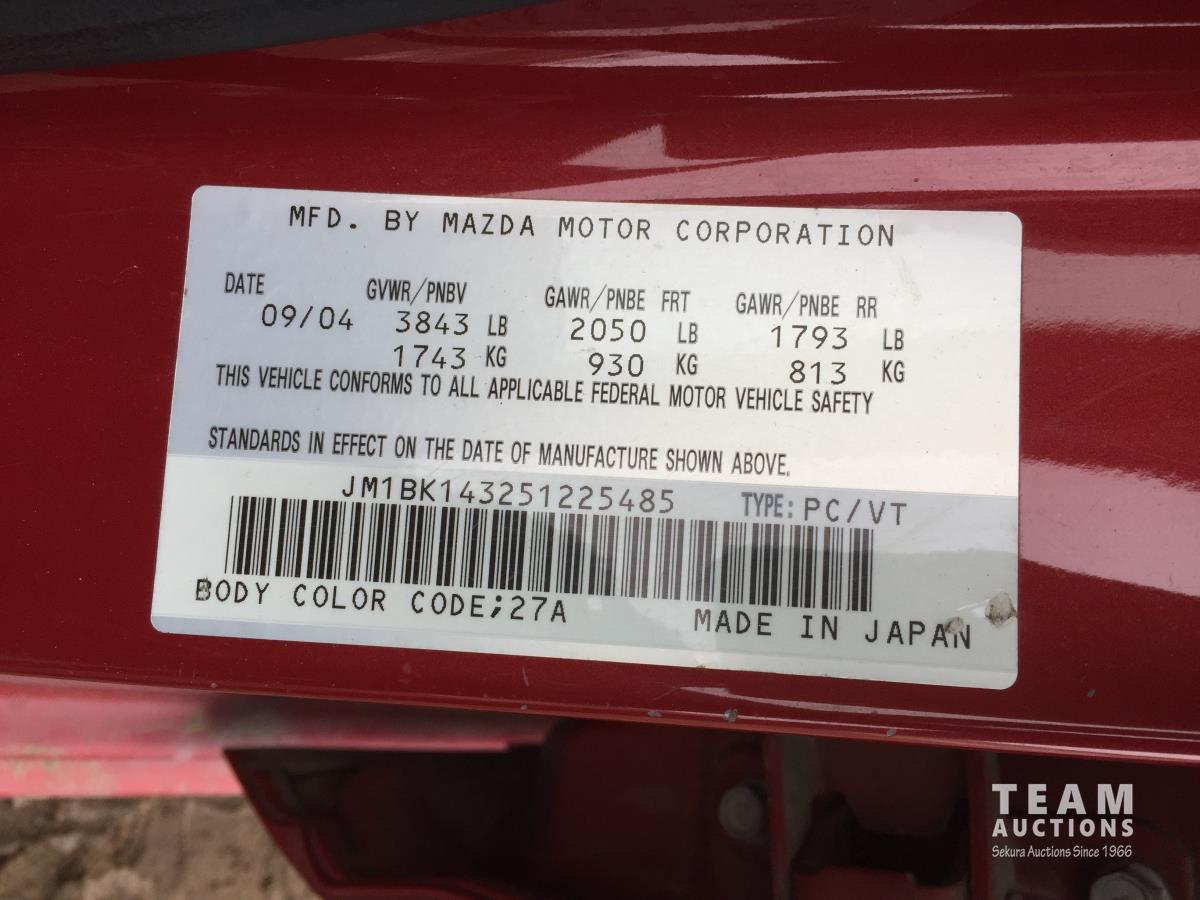 MFD. BY MAZDA MOTOR CORPORATION
DATE GVWR/PNBV GAWR/PNBE FRT GAWR/PNBE RR
09/04 3843 LB 2050 LB 1793 LB
1743 KG 930 KG 813 KG
THIS VEHICLE CONFORMS TO ALL APPLICABLE FEDERAL MOTOR VEHICLE SAFETY
STANDARDS IN EFFECT ON THE DATE OF MANUFACTURE SHOWN ABOVE.
JM1BK143251225485 TYPE: PC/VT
BODY COLOR CODE;27A MADE IN JAPAN
TEAM
AUCTIONS
Sekura Auctions Since 1966